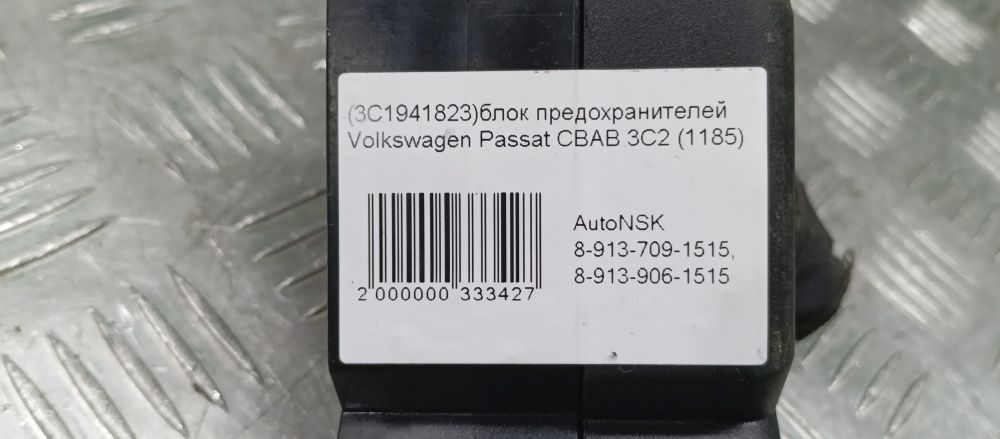 (3C1941823)блок предохранителей
Volkswagen Passat CBAB 3C2 (1185)
AutoNSK
8-913-709-1515,
8-913-906-1515
2 000000 333427